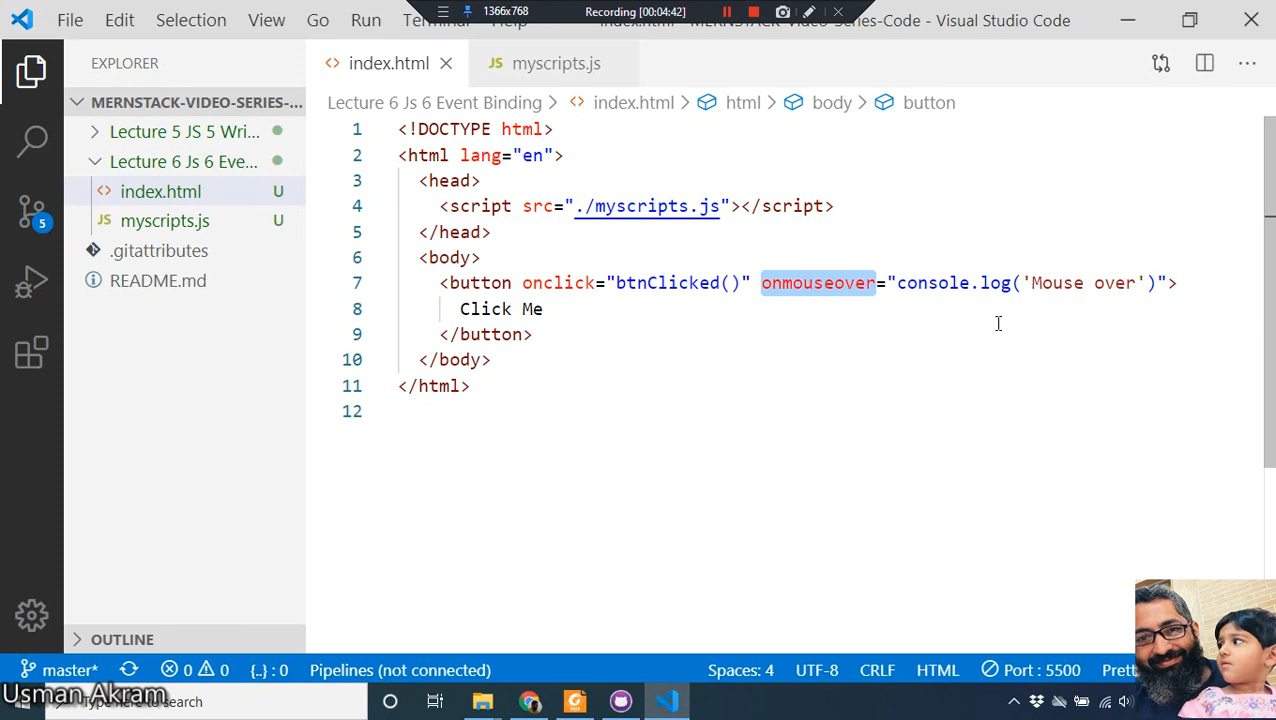 File Edit Selection View Go Run Terminal Help MERNSTACK-Video-Series-Code - Visual Studio Code
1366x768 Recording [00:04:42]
EXPLORER
index.html
JS myscripts.js
MERNSTACK-VIDEO-SERIES-...
Lecture 5 JS 5 Wri...
Lecture 6 Js 6 Eve...
index.html U
JS myscripts.js U
.gitattributes
README.md
5
OUTLINE
Lecture 6 Js 6 Event Binding > index.html > html > body > button
1 <!DOCTYPE html>
2 <html lang="en">
3 <head>
4 <script src="./myscripts.js"></script>
5 </head>
6 <body>
7 <button onclick="btnClicked()" onmouseover="console.log('Mouse over')">
8 Click Me
9 </button>
10 </body>
11 </html>
12
master* 0 0 {..} : 0 Pipelines (not connected) Spaces: 4 UTF-8 CRLF HTML Port : 5500
Usman Akram
here to search